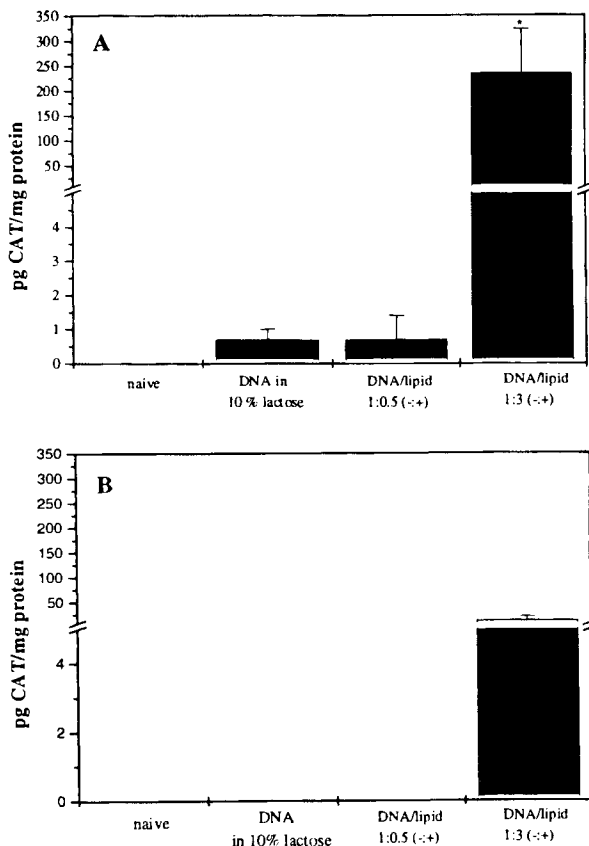 350
A
300
250
200
150
100
50
4
3
2
1
0
pg CAT/mg protein
*
naive
DNA in
10 % lactose
DNA/lipid
1:0.5 (-:+)
DNA/lipid
1:3 (-:+)
350
B
300
250
200
150
100
50
4
2
0
pg CAT/mg protein
naive
DNA
in 10% lactose
DNA/lipid
1:0.5 (-:+)
DNA/lipid
1:3 (-:+)